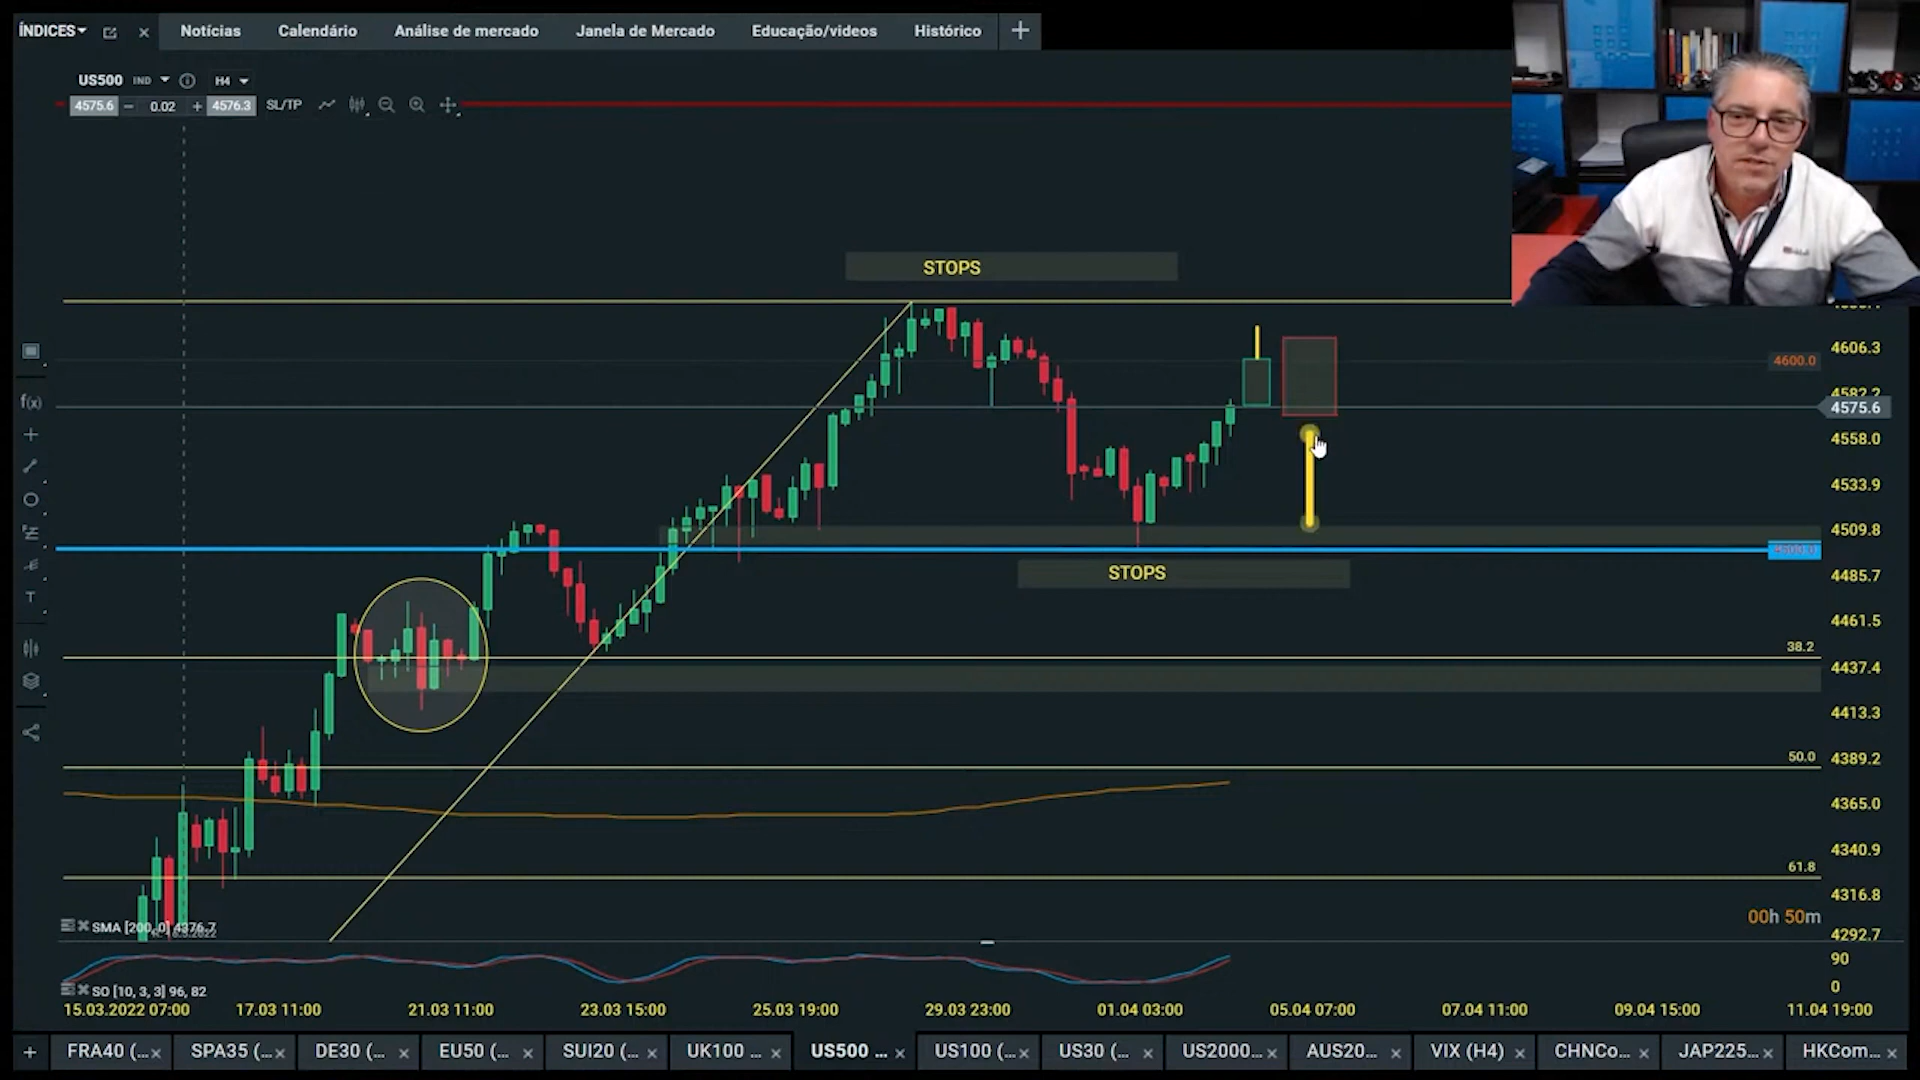 ÍNDICES
Notícias
Calendário
Análise de mercado
Janela de Mercado
Educação/videos
Histórico
US500 IND H4
4575.6 − 0.02 + 4576.3 SL/TP
STOPS
4606.3
4600.0
4575.6
4558.0
4533.9
4509.8
STOPS
4485.7
4461.5
38.2
4437.4
4413.3
50.0
4389.2
4365.0
4340.9
61.8
4316.8
00h 50m
SMA [200, 0] 4376.7
4292.7
90
SO [10, 3, 3] 96, 82
0
15.03.2022 07:00 17.03 11:00 21.03 11:00 23.03 15:00 25.03 19:00 29.03 23:00 01.04 03:00 05.04 07:00 07.04 11:00 09.04 15:00 11.04 19:00
+ FRA40 (... SPA35 (... DE30 (... EU50 (... SUI20 (... UK100 ... US500 ... US100 (... US30 (... US2000... AUS20... VIX (H4) CHNCo... JAP225... HKCom...